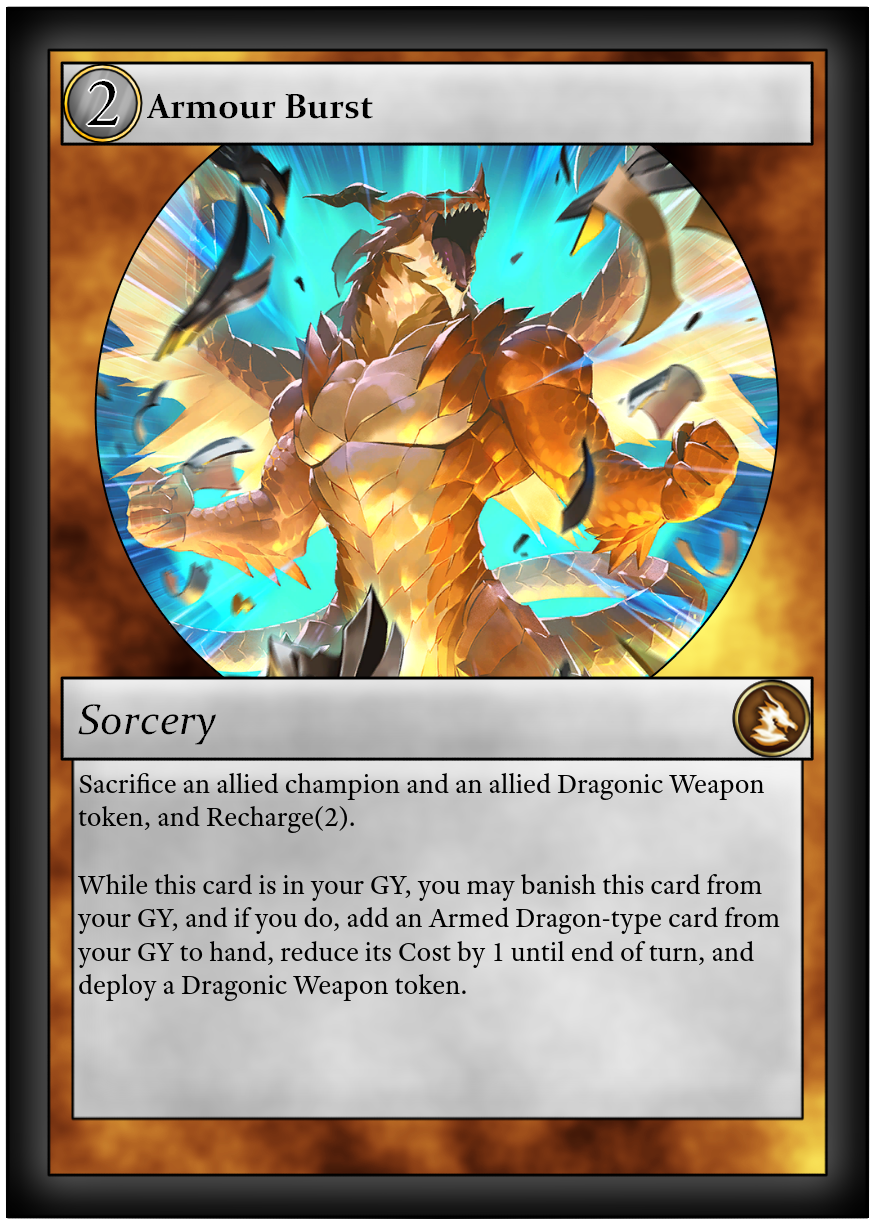 2
Armour Burst
Sorcery
Sacrifice an allied champion and an allied Dragonic Weapon
token, and Recharge(2).
While this card is in your GY, you may banish this card from
your GY, and if you do, add an Armed Dragon-type card from
your GY to hand, reduce its Cost by 1 until end of turn, and
deploy a Dragonic Weapon token.